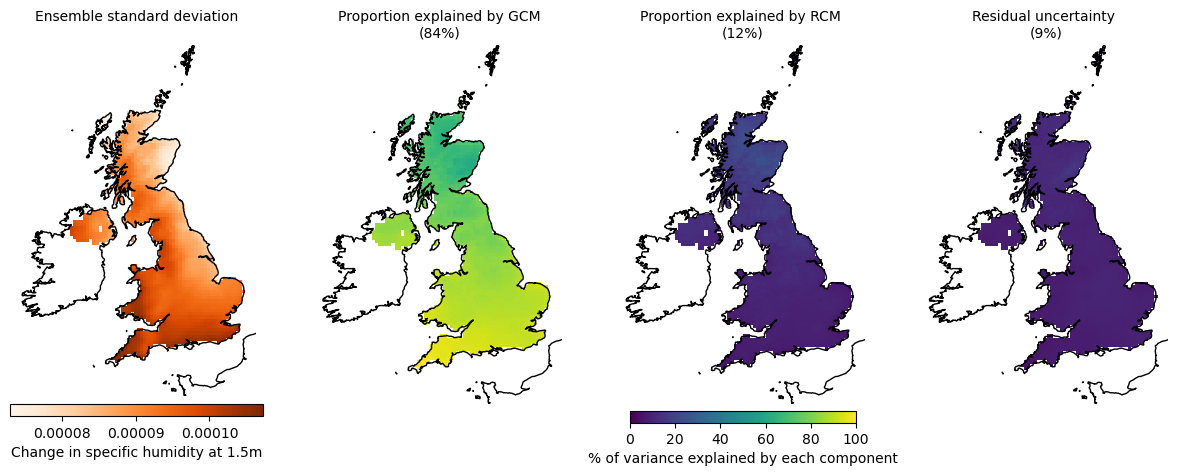 Ensemble standard deviation
Proportion explained by GCM
(84%)
Proportion explained by RCM
(12%)
Residual uncertainty
(9%)
0.00008 0.00009 0.00010
Change in specific humidity at 1.5m
0 20 40 60 80 100
% of variance explained by each component